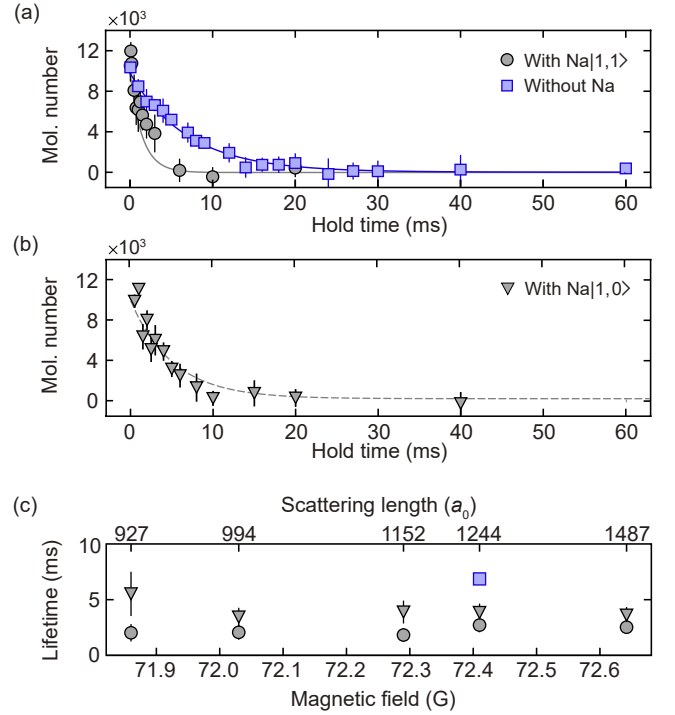 (a)
×10³
12
8
4
0
Mol. number
With Na|1,1>
Without Na
0 10 20 30 40 50 60
Hold time (ms)
(b)
×10³
12
8
4
0
Mol. number
With Na|1,0>
0 10 20 30 40 50 60
Hold time (ms)
(c)
Scattering length (a₀)
927 994 1152 1244 1487
10
5
0
Lifetime (ms)
71.9 72.0 72.1 72.2 72.3 72.4 72.5 72.6
Magnetic field (G)